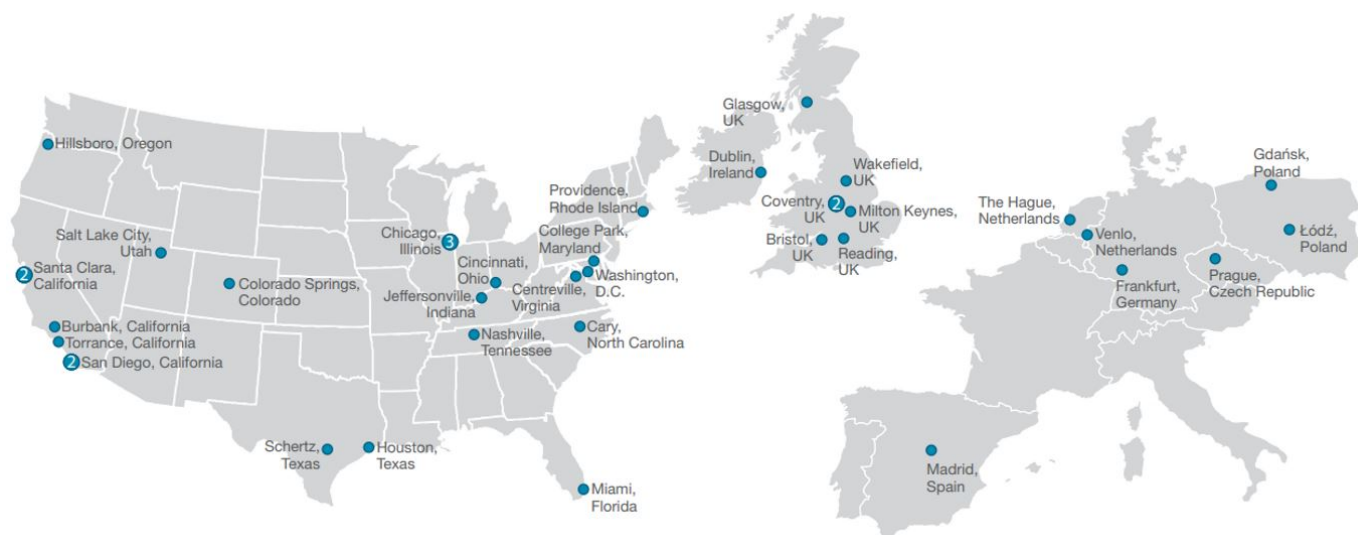 Hillsboro, Oregon
Salt Lake City,
Utah
2
Santa Clara,
California
Colorado Springs,
Colorado
Burbank, California
Torrance, California
2
San Diego, California
Schertz,
Texas
Houston,
Texas
Chicago,
Illinois
3
Cincinnati,
Ohio
Jeffersonville,
Indiana
Nashville,
Tennessee
Providence,
Rhode Island
College Park,
Maryland
Washington,
D.C.
Centreville,
Virginia
Cary,
North Carolina
Miami,
Florida
Glasgow,
UK
Dublin,
Ireland
Wakefield,
UK
Coventry,
UK
2
Milton Keynes,
UK
Bristol,
UK
Reading,
UK
Gdańsk,
Poland
The Hague,
Netherlands
Venlo,
Netherlands
Łódź,
Poland
Frankfurt,
Germany
Prague,
Czech Republic
Madrid,
Spain